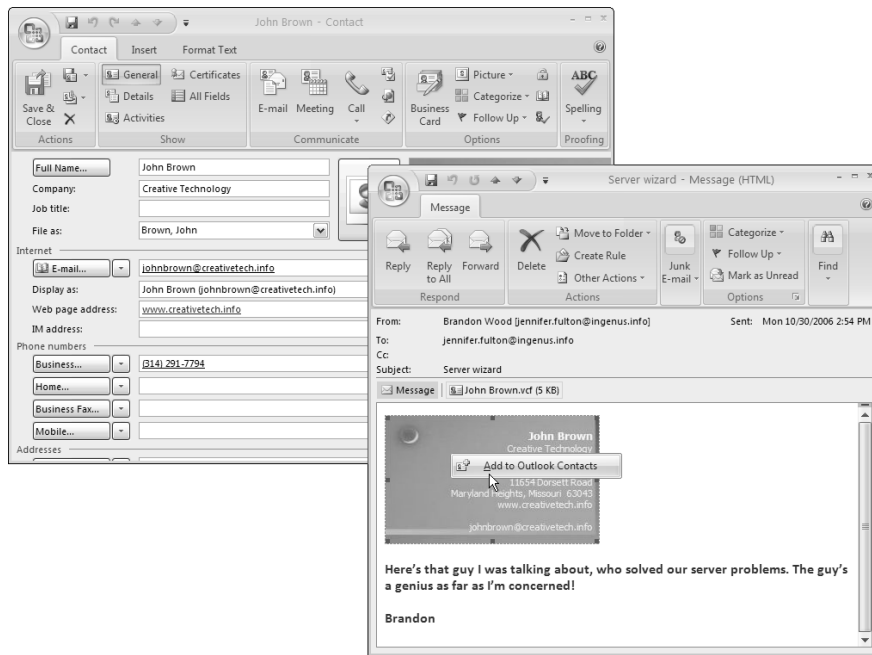 John Brown - Contact
Contact Insert Format Text
Save & Close
General
Details
Activities
Certificates
All Fields
E-mail Meeting Call
Business Card
Picture
Categorize
Follow Up
ABC
Spelling
Actions Show Communicate Options Proofing
Full Name... John Brown
Company: Creative Technology
Job title:
File as: Brown, John
Internet
E-mail... johnbrown@creativetech.info
Display as: John Brown (johnbrown@creativetech.info)
Web page address: www.creativetech.info
IM address:
Phone numbers
Business... (314) 291-7794
Home...
Business Fax...
Mobile...
Addresses
Server wizard - Message (HTML)
Message
Reply Reply to All Forward
Delete
Move to Folder
Create Rule
Other Actions
Junk E-mail
Categorize
Follow Up
Mark as Unread
Find
Respond Actions Options
From: Brandon Wood [jennifer.fulton@ingenus.info] Sent: Mon 10/30/2006 2:54 PM
To: jennifer.fulton@ingenus.info
Cc:
Subject: Server wizard
Message John Brown.vcf (5 KB)
John Brown
Creative Technology
Add to Outlook Contacts
11654 Dorsett Road
Maryland Heights, Missouri 63043
www.creativetech.info
johnbrown@creativetech.info
Here's that guy I was talking about, who solved our server problems. The guy's
a genius as far as I'm concerned!
Brandon